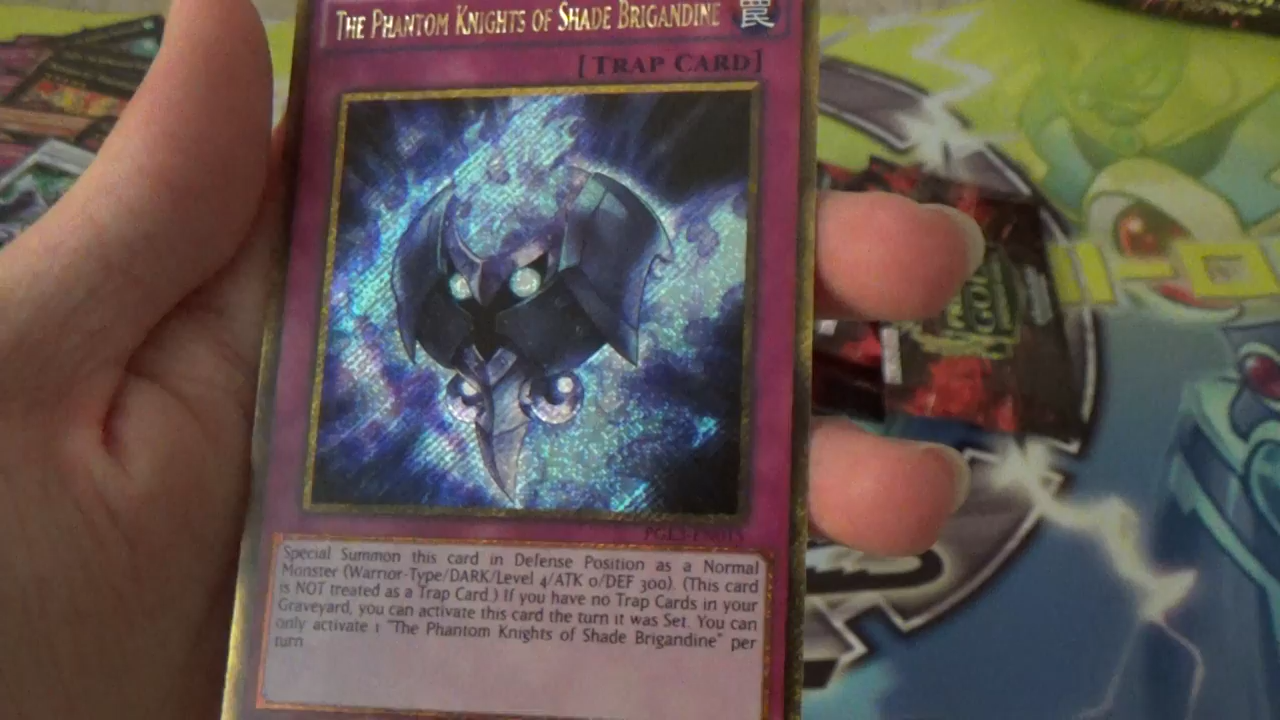 The Phantom Knights of Shade Brigandine 罠
[Trap Card]
PGL3-EN015
Special Summon this card in Defense Position as a Normal
Monster (Warrior-Type/DARK/Level 4/ATK 0/DEF 300). (This card
is NOT treated as a Trap Card.) If you have no Trap Cards in your
Graveyard, you can activate this card the turn it was Set. You can
only activate 1 "The Phantom Knights of Shade Brigandine" per
turn.
GOL